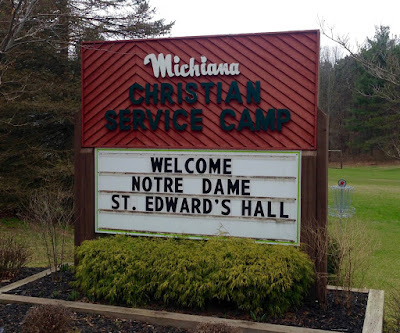 Michiana
CHRISTIAN
SERVICE CAMP
WELCOME
NOTRE DAME
ST. EDWARD'S HALL